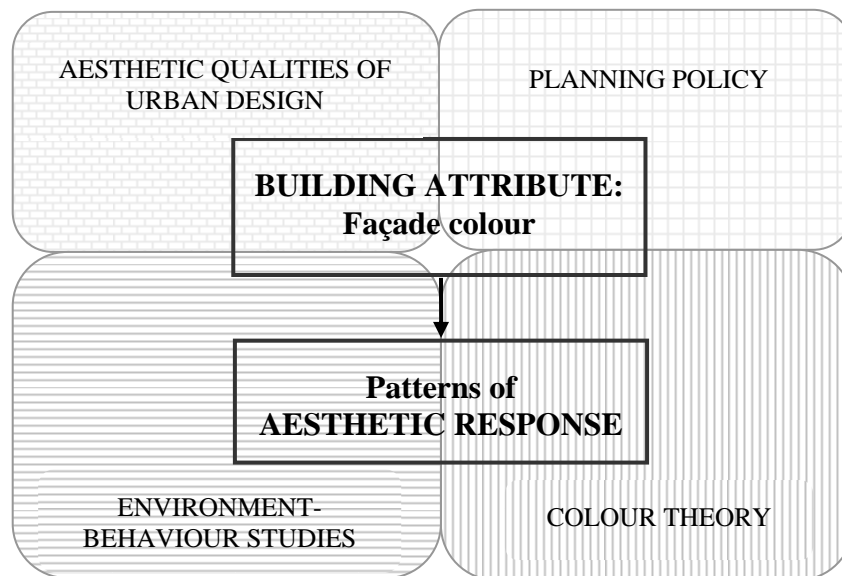 AESTHETIC QUALITIES OF
URBAN DESIGN
PLANNING POLICY
BUILDING ATTRIBUTE:
Façade colour
Patterns of
AESTHETIC RESPONSE
ENVIRONMENT-
BEHAVIOUR STUDIES
COLOUR THEORY